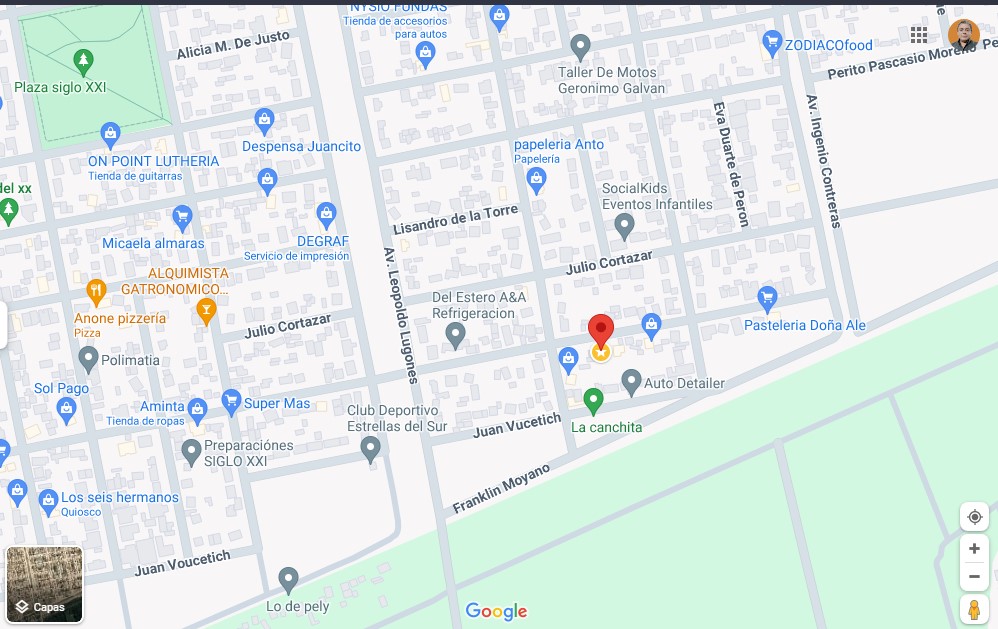 NYSIO FUNDAS
Tienda de accesorios
para autos
Alicia M. De Justo
ZODIACOfood
Perito Pascasio Moreno
Pe
Taller De Motos
Geronimo Galvan
Plaza siglo XXI
Av. Ingenio Contreras
Eva Duarte de Peron
Despensa Juancito
papeleria Anto
Papelería
ON POINT LUTHERIA
Tienda de guitarras
del xx
SocialKids
Eventos Infantiles
Lisandro de la Torre
Micaela almaras
DEGRAF
Servicio de impresión
Julio Cortazar
ALQUIMISTA
GATRONOMICO...
Av. Leopoldo Lugones
Del Estero A&A
Refrigeracion
Anone pizzería
Pizza
Julio Cortazar
Pasteleria Doña Ale
Polimatia
Sol Pago
Auto Detailer
Aminta
Tienda de ropas
Super Mas
Club Deportivo
Estrellas del Sur
Juan Vucetich
La canchita
Preparaciónes
SIGLO XXI
Franklin Moyano
Los seis hermanos
Quiosco
Juan Voucetich
Lo de pely
Capas
Google